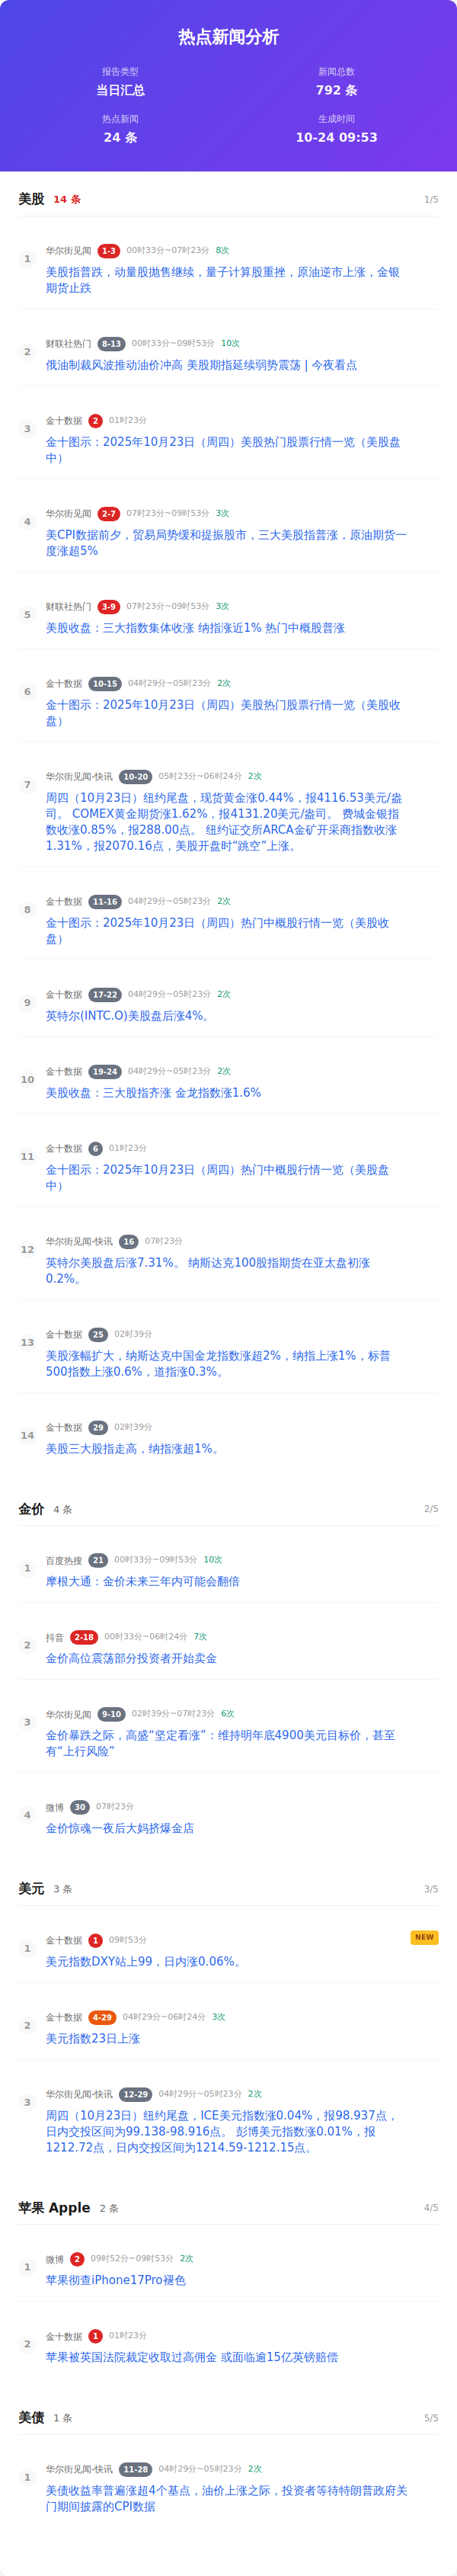 热点新闻分析
报告类型
新闻总数
当日汇总
792 条
热点新闻
生成时间
24 条
10-24 09:53
美股 14 条 1/5
1
华尔街见闻 1-3 00时33分~07时23分 8次
美股指普跌，动量股抛售继续，量子计算股重挫，原油逆市上涨，金银
期货止跌
2
财联社热门 8-13 00时33分~09时53分 10次
俄油制裁风波推动油价冲高 美股期指延续弱势震荡 | 今夜看点
3
金十数据 2 01时23分
金十图示：2025年10月23日（周四）美股热门股票行情一览（美股盘
中）
4
华尔街见闻 2-7 07时23分~09时53分 3次
美CPI数据前夕，贸易局势缓和提振股市，三大美股指普涨，原油期货一
度涨超5%
5
财联社热门 3-9 07时23分~09时53分 3次
美股收盘：三大指数集体收涨 纳指涨近1% 热门中概股普涨
6
金十数据 10-15 04时29分~05时23分 2次
金十图示：2025年10月23日（周四）美股热门股票行情一览（美股收
盘）
7
华尔街见闻-快讯 10-20 05时23分~06时24分 2次
周四（10月23日）纽约尾盘，现货黄金涨0.44%，报4116.53美元/盎
司。 COMEX黄金期货涨1.62%，报4131.20美元/盎司。 费城金银指
数收涨0.85%，报288.00点。 纽约证交所ARCA金矿开采商指数收涨
1.31%，报2070.16点，美股开盘时“跳空”上涨。
8
金十数据 11-16 04时29分~05时23分 2次
金十图示：2025年10月23日（周四）热门中概股行情一览（美股收
盘）
9
金十数据 17-22 04时29分~05时23分 2次
英特尔(INTC.O)美股盘后涨4%。
10
金十数据 19-24 04时29分~05时23分 2次
美股收盘：三大股指齐涨 金龙指数涨1.6%
11
金十数据 6 01时23分
金十图示：2025年10月23日（周四）热门中概股行情一览（美股盘
中）
12
华尔街见闻-快讯 16 07时23分
英特尔美股盘后涨7.31%。 纳斯达克100股指期货在亚太盘初涨
0.2%。
13
金十数据 25 02时39分
美股涨幅扩大，纳斯达克中国金龙指数涨超2%，纳指上涨1%，标普
500指数上涨0.6%，道指涨0.3%。
14
金十数据 29 02时39分
美股三大股指走高，纳指涨超1%。
金价 4 条 2/5
1
百度热搜 21 00时33分~09时53分 10次
摩根大通：金价未来三年内可能会翻倍
2
抖音 2-18 00时33分~06时24分 7次
金价高位震荡部分投资者开始卖金
3
华尔街见闻 9-10 02时39分~07时23分 6次
金价暴跌之际，高盛“坚定看涨”：维持明年底4900美元目标价，甚至
有“上行风险”
4
微博 30 07时23分
金价惊魂一夜后大妈挤爆金店
美元 3 条 3/5
1
金十数据 1 09时53分 NEW
美元指数DXY站上99，日内涨0.06%。
2
金十数据 4-29 04时29分~06时24分 3次
美元指数23日上涨
3
华尔街见闻-快讯 12-29 04时29分~05时23分 2次
周四（10月23日）纽约尾盘，ICE美元指数涨0.04%，报98.937点，
日内交投区间为99.138-98.916点。 彭博美元指数涨0.01%，报
1212.72点，日内交投区间为1214.59-1212.15点。
苹果 Apple 2 条 4/5
1
微博 2 09时52分~09时53分 2次
苹果彻查iPhone17Pro褪色
2
金十数据 1 01时23分
苹果被英国法院裁定收取过高佣金 或面临逾15亿英镑赔偿
美债 1 条 5/5
1
华尔街见闻-快讯 11-28 04时29分~05时23分 2次
美债收益率普遍涨超4个基点，油价上涨之际，投资者等待特朗普政府关
门期间披露的CPI数据